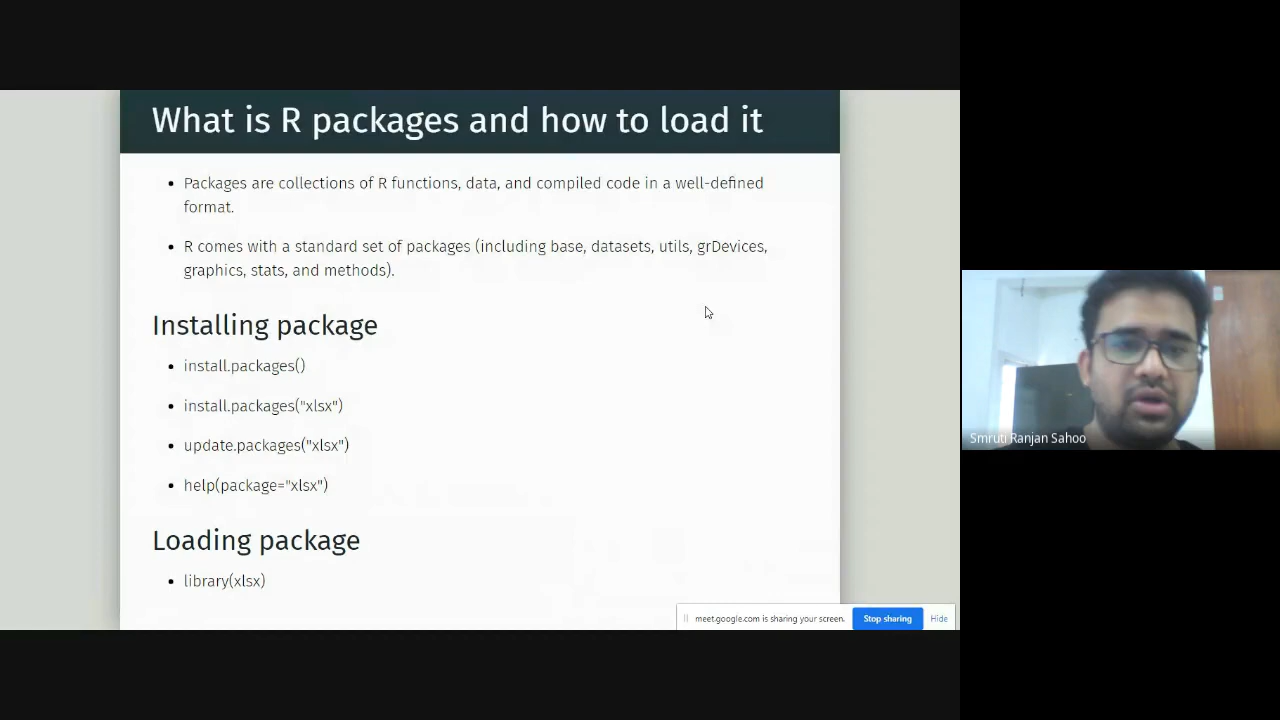 What is R packages and how to load it
Packages are collections of R functions, data, and compiled code in a well-defined
format.
R comes with a standard set of packages (including base, datasets, utils, grDevices,
graphics, stats, and methods).
Installing package
install.packages()
install.packages("xlsx")
update.packages("xlsx")
help(package="xlsx")
Loading package
library(xlsx)
meet.google.com is sharing your screen.
Stop sharing
Hide
Smruti Ranjan Sahoo